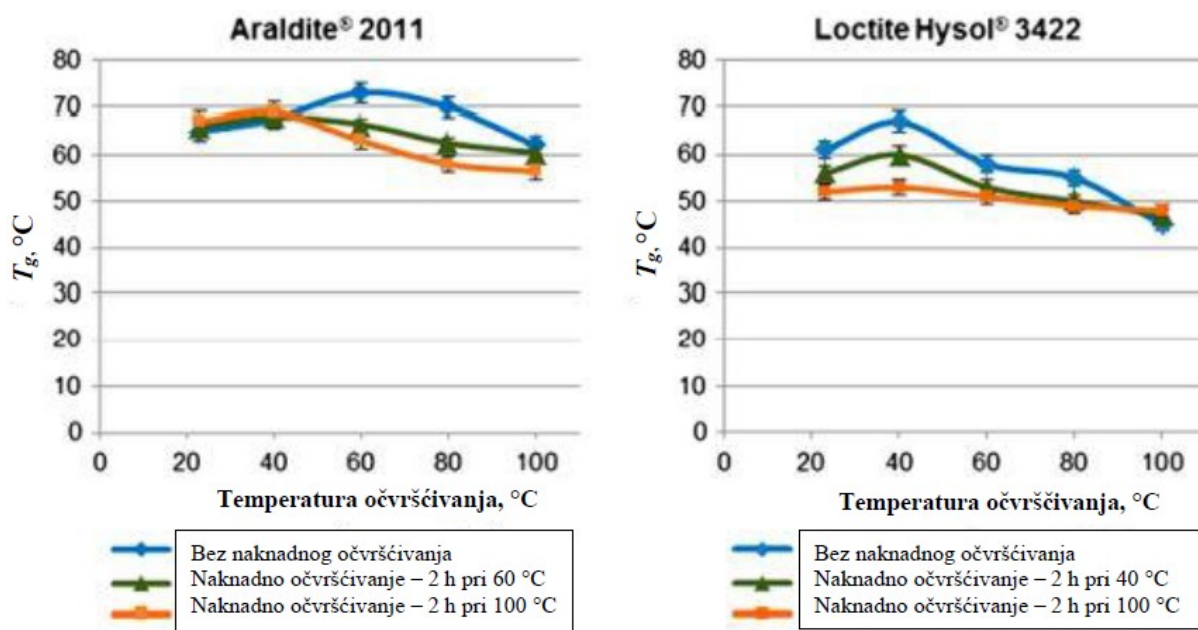 Araldite® 2011
80
70
60
50
40
30
20
10
0
Tg, °C
0 20 40 60 80 100
Temperatura očvršćivanja, °C
Bez naknadnog očvršćivanja
Naknadno očvršćivanje – 2 h pri 60 °C
Naknadno očvršćivanje – 2 h pri 100 °C
Loctite Hysol® 3422
80
70
60
50
40
30
20
10
0
Tg, °C
0 20 40 60 80 100
Temperatura očvrščivanja, °C
Bez naknadnog očvršćivanja
Naknadno očvršćivanje – 2 h pri 40 °C
Naknadno očvršćivanje – 2 h pri 100 °C